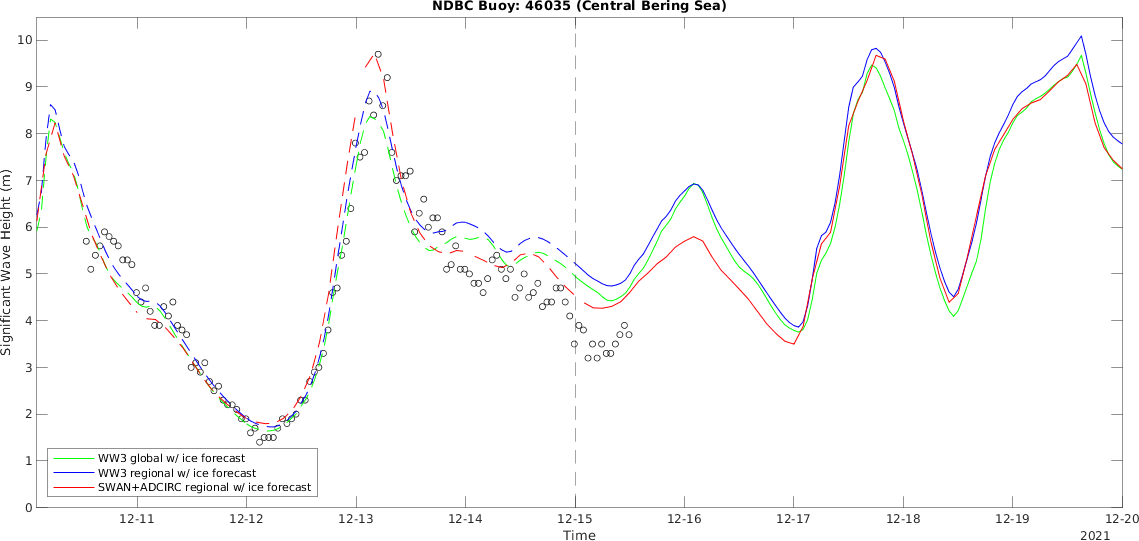 NDBC Buoy: 46035 (Central Bering Sea)
10
9
8
7
6
5
4
3
2
1
0
Significant Wave Height (m)
WW3 global w/ ice forecast
WW3 regional w/ ice forecast
SWAN+ADCIRC regional w/ ice forecast
12-11 12-12 12-13 12-14 12-15 12-16 12-17 12-18 12-19 12-20
Time
2021